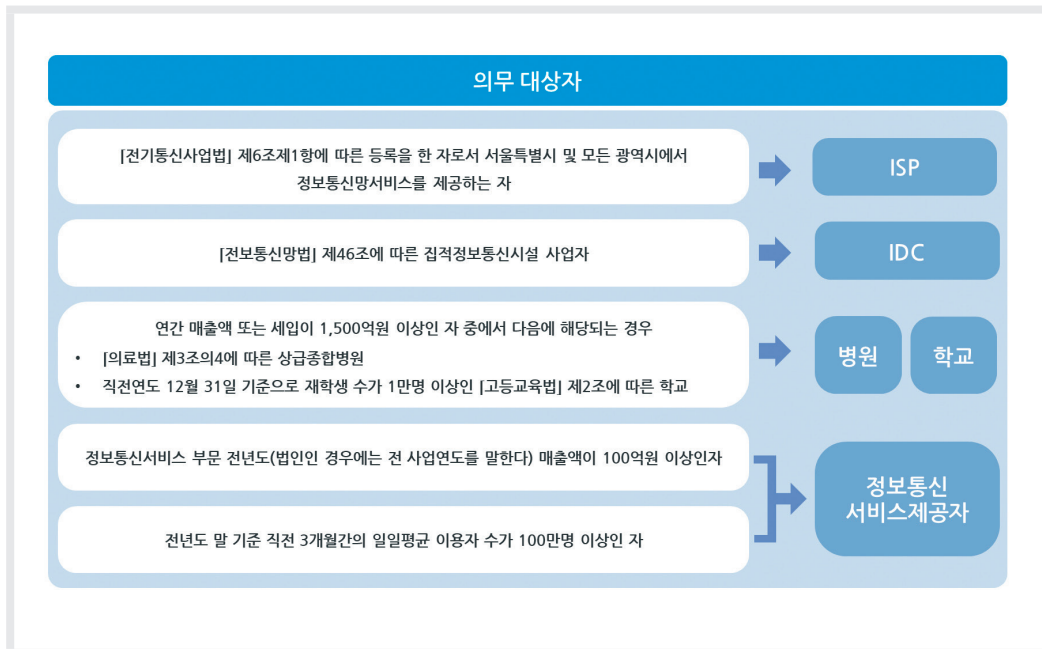 의무 대상자
[전기통신사업법] 제6조제1항에 따른 등록을 한 자로서 서울특별시 및 모든 광역시에서
정보통신망서비스를 제공하는 자
ISP
[전보통신망법] 제46조에 따른 집적정보통신시설 사업자
IDC
연간 매출액 또는 세입이 1,500억원 이상인 자 중에서 다음에 해당되는 경우
• [의료법] 제3조의4에 따른 상급종합병원
• 직전연도 12월 31일 기준으로 재학생 수가 1만명 이상인 [고등교육법] 제2조에 따른 학교
병원
학교
정보통신서비스 부문 전년도(법인인 경우에는 전 사업연도를 말한다) 매출액이 100억원 이상인자
전년도 말 기준 직전 3개월간의 일일평균 이용자 수가 100만명 이상인 자
정보통신
서비스제공자